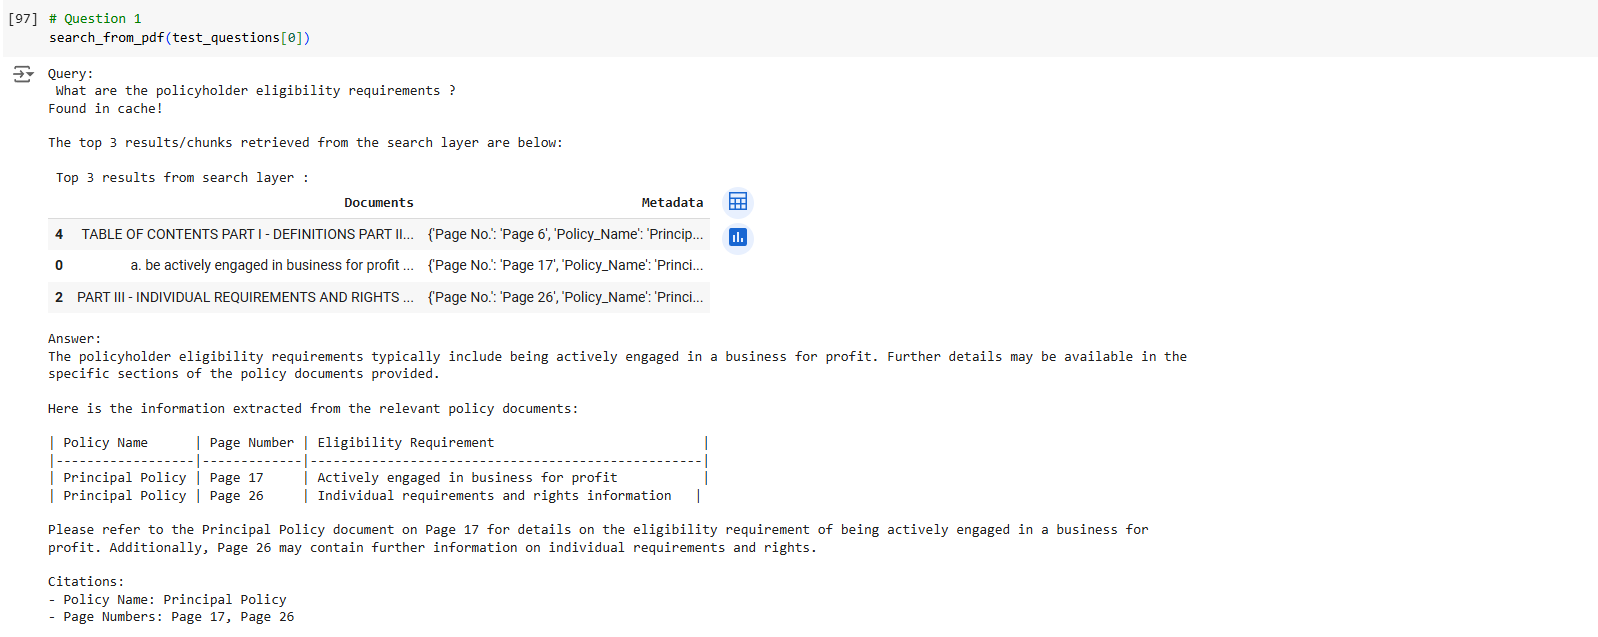 [97] # Question 1
search_from_pdf(test_questions[0])
Query:
What are the policyholder eligibility requirements ?
Found in cache!
The top 3 results/chunks retrieved from the search layer are below:
Top 3 results from search layer :
Documents Metadata
4 TABLE OF CONTENTS PART I - DEFINITIONS PART II... {'Page No.': 'Page 6', 'Policy_Name': 'Princip...
0 a. be actively engaged in business for profit ... {'Page No.': 'Page 17', 'Policy_Name': 'Princi...
2 PART III - INDIVIDUAL REQUIREMENTS AND RIGHTS ... {'Page No.': 'Page 26', 'Policy_Name': 'Princi...
Answer:
The policyholder eligibility requirements typically include being actively engaged in a business for profit. Further details may be available in the
specific sections of the policy documents provided.
Here is the information extracted from the relevant policy documents:
| Policy Name | Page Number | Eligibility Requirement |
|------------------|-------------|---------------------------------------------------|
| Principal Policy | Page 17 | Actively engaged in business for profit |
| Principal Policy | Page 26 | Individual requirements and rights information |
Please refer to the Principal Policy document on Page 17 for details on the eligibility requirement of being actively engaged in a business for
profit. Additionally, Page 26 may contain further information on individual requirements and rights.
Citations:
- Policy Name: Principal Policy
- Page Numbers: Page 17, Page 26